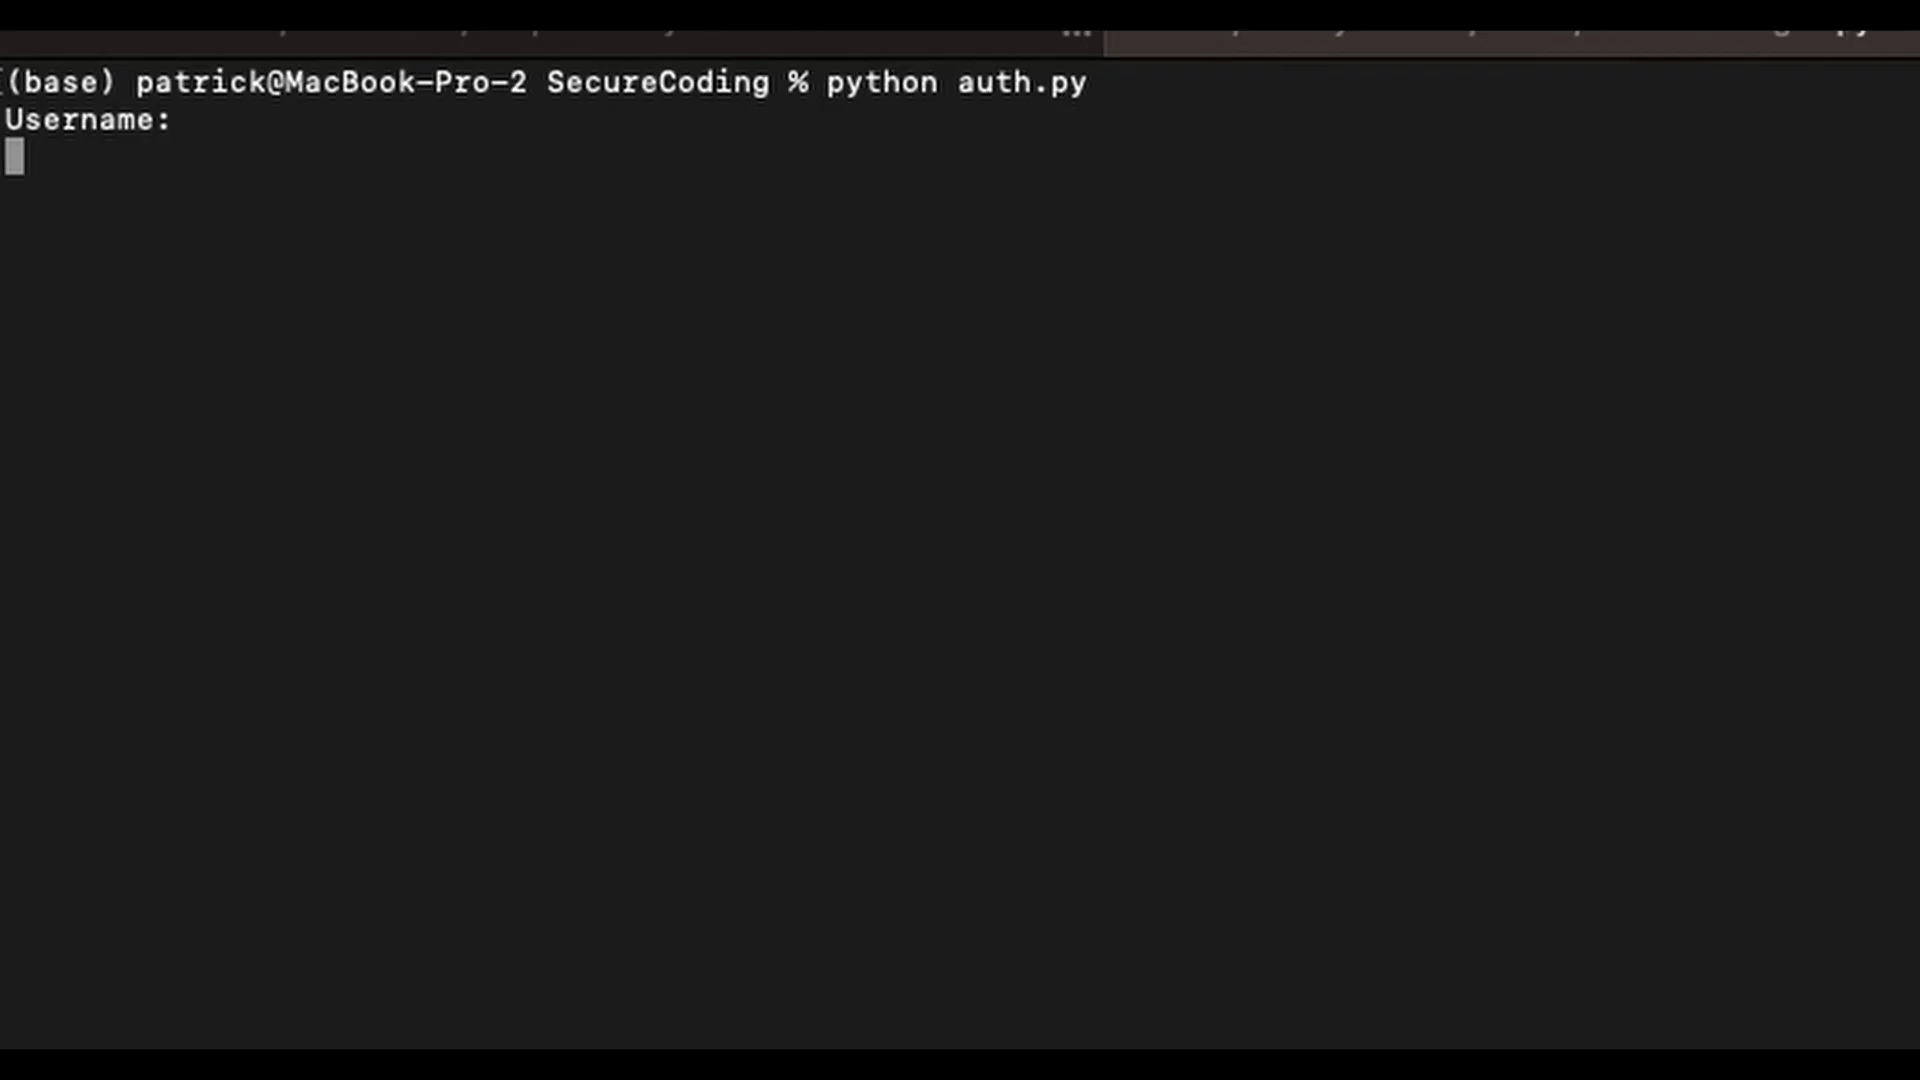 (base) patrick@MacBook-Pro-2 SecureCoding % python auth.py
Username: